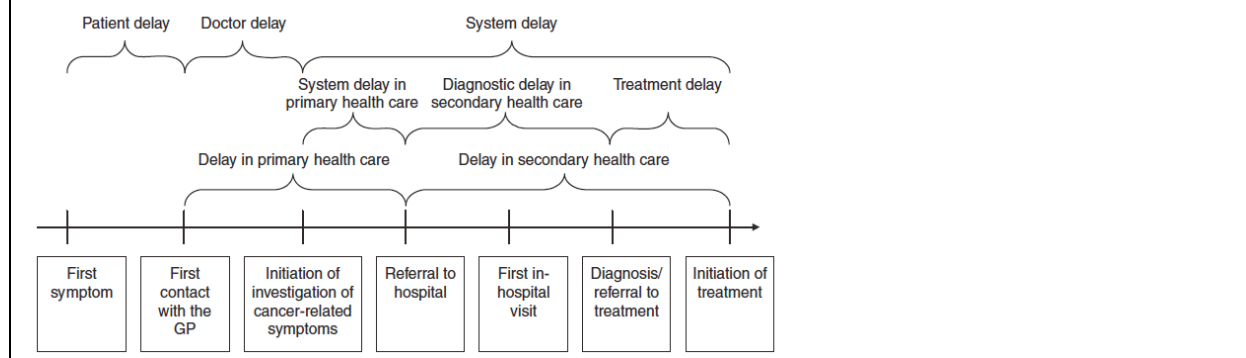 Patient delay
Doctor delay
System delay
System delay in
primary health care
Diagnostic delay in
secondary health care
Treatment delay
Delay in primary health care
Delay in secondary health care
First
symptom
First
contact
with the
GP
Initiation of
investigation of
cancer-related
symptoms
Referral to
hospital
First in-
hospital
visit
Diagnosis/
referral to
treatment
Initiation of
treatment